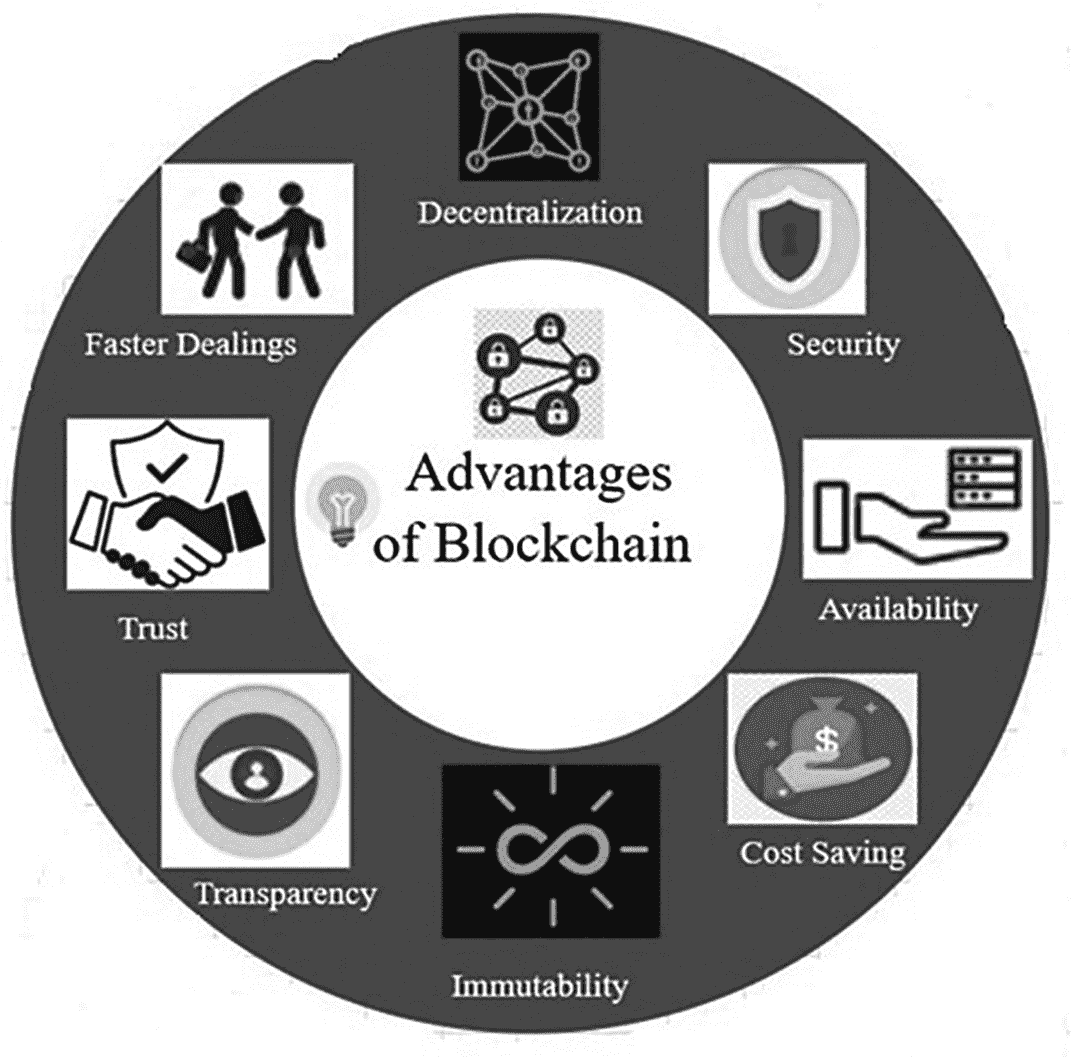 Decentralization
Faster Dealings
Security
Advantages
of Blockchain
Availability
Trust
Cost Saving
Transparency
Immutability
$